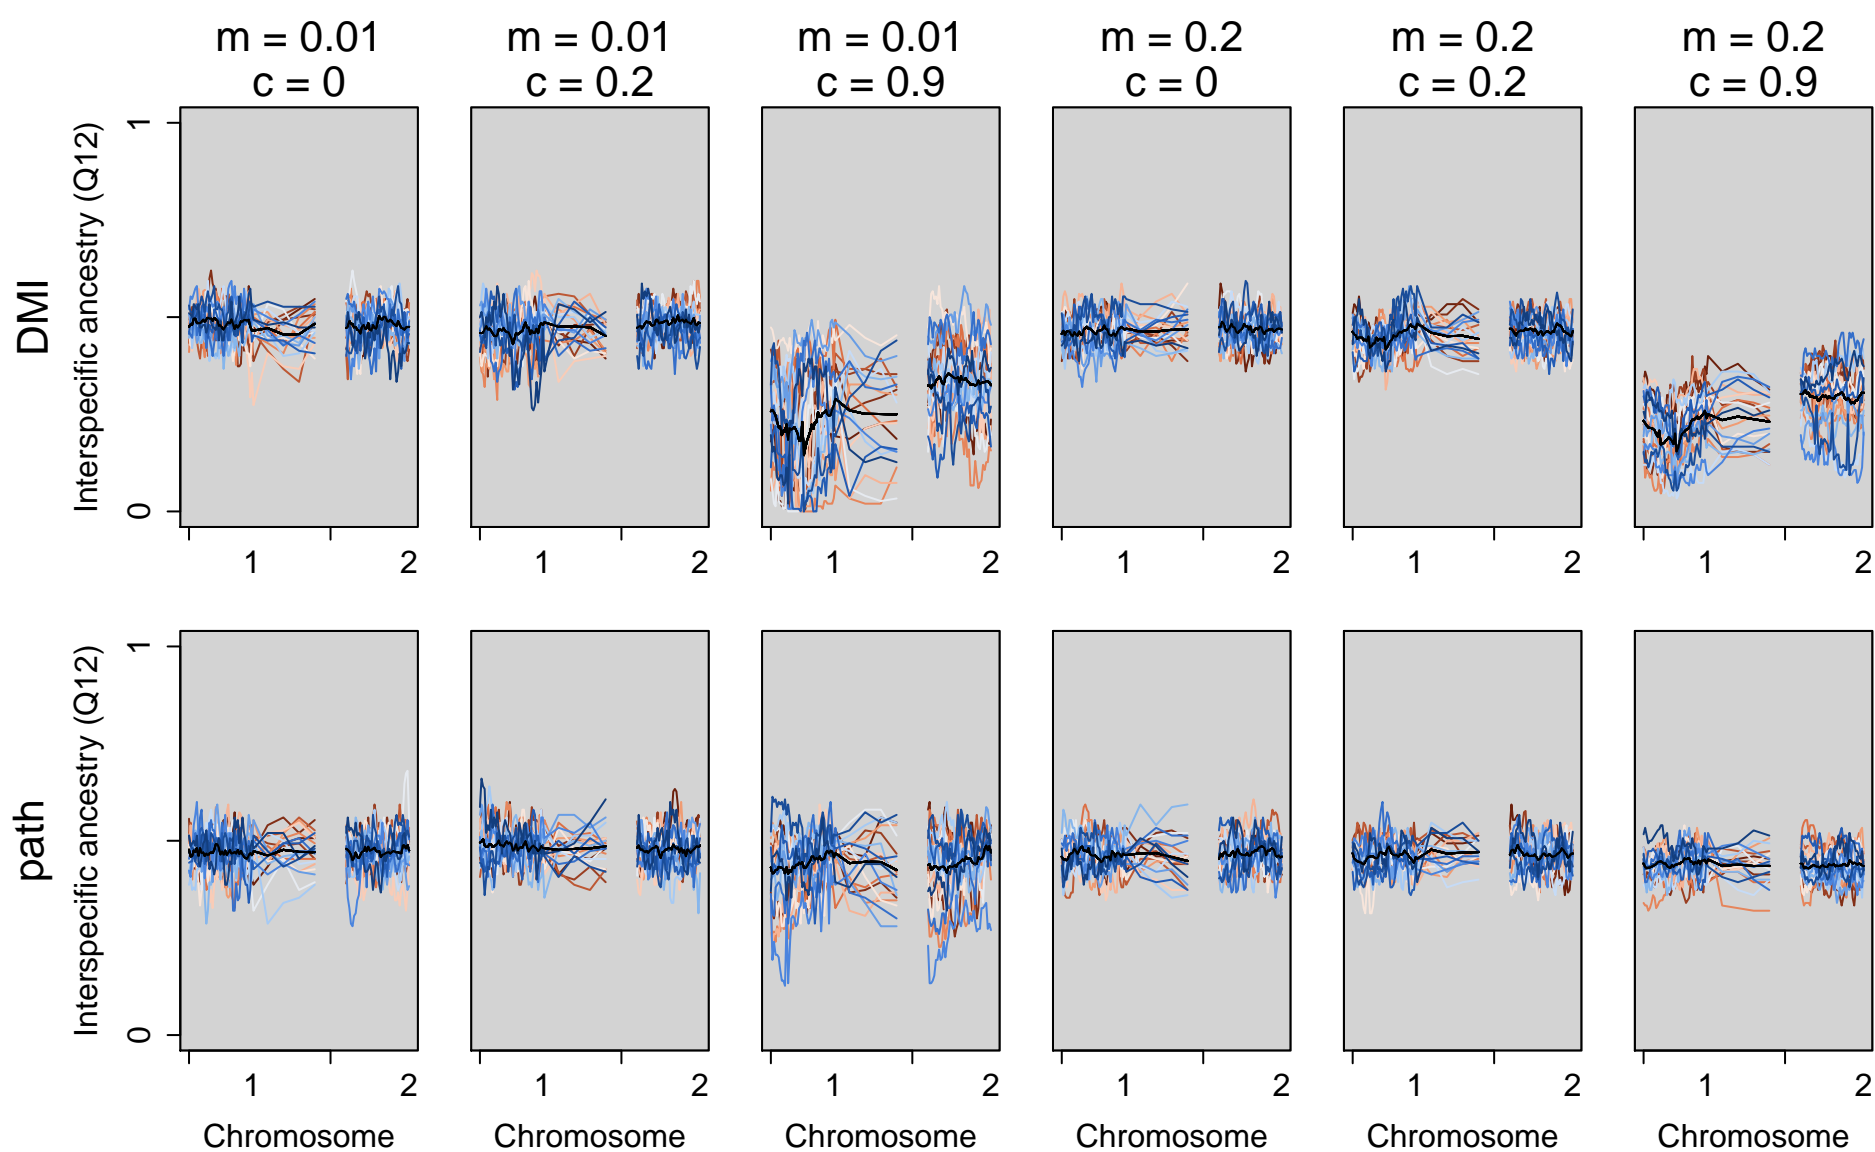 m = 0.01 m = 0.01 m = 0.01 m = 0.2 m = 0.2 m = 0.2
c = 0 c = 0.2 c = 0.9 c = 0 c = 0.2 c = 0.9
DMI
Interspecific ancestry (Q12)
1
0
1 2 1 2 1 2 1 2 1 2 1 2
path
Interspecific ancestry (Q12)
1
0
1 2 1 2 1 2 1 2 1 2 1 2
Chromosome Chromosome Chromosome Chromosome Chromosome Chromosome